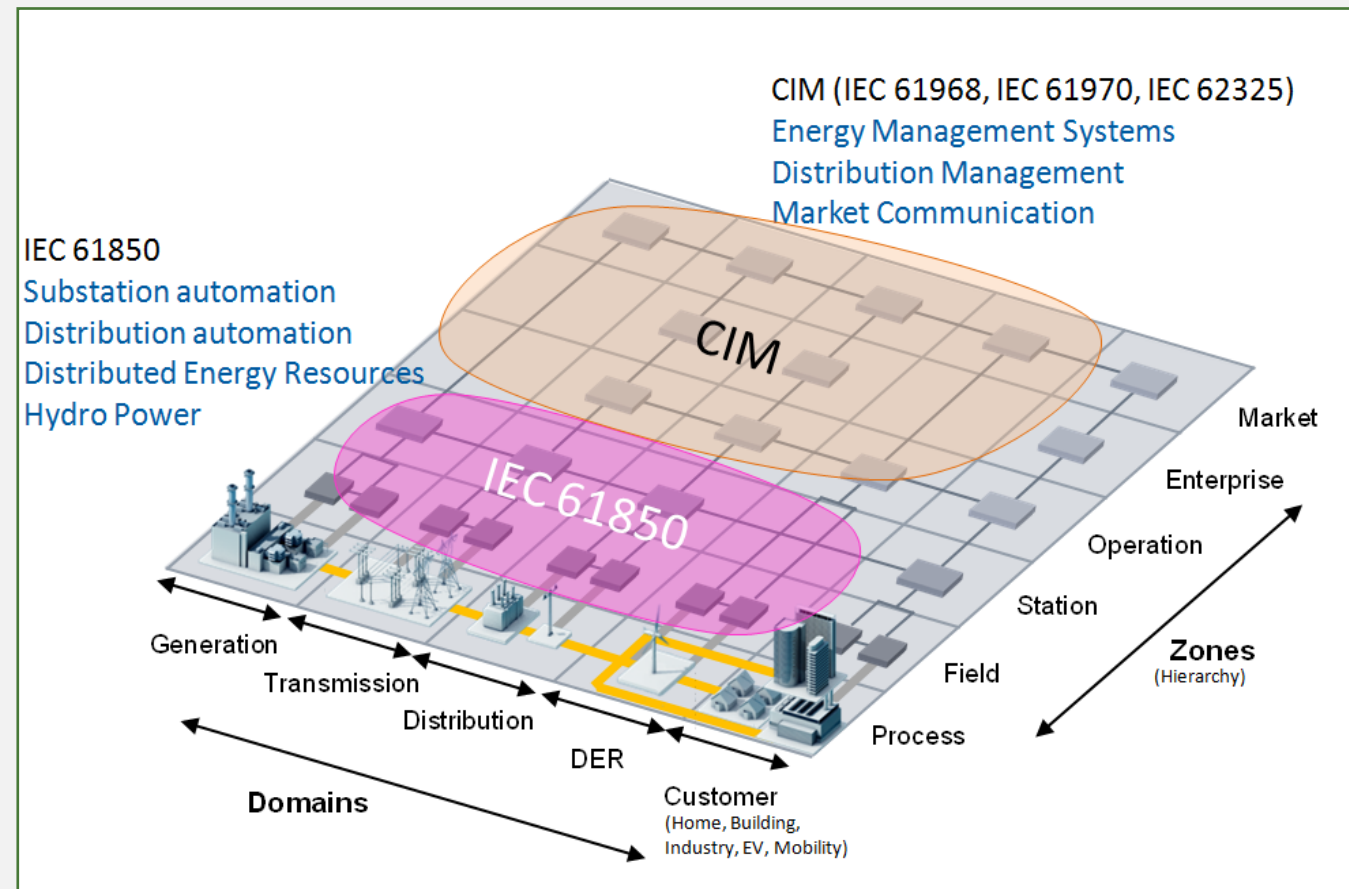 CIM (IEC 61968, IEC 61970, IEC 62325)
Energy Management Systems
Distribution Management
Market Communication
IEC 61850
Substation automation
Distribution automation
Distributed Energy Resources
Hydro Power
CIM
IEC 61850
Market
Enterprise
Operation
Station
Field
Process
Zones
(Hierarchy)
Generation
Transmission
Distribution
DER
Customer
(Home, Building,
Industry, EV, Mobility)
Domains